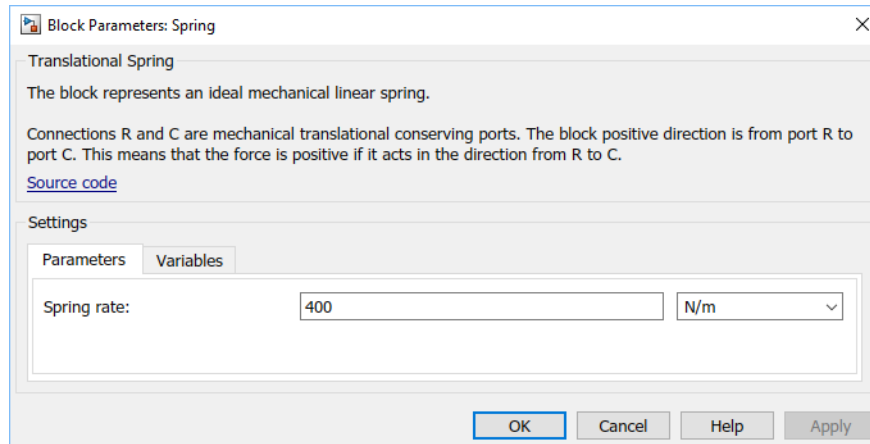 Block Parameters: Spring
Translational Spring
The block represents an ideal mechanical linear spring.
Connections R and C are mechanical translational conserving ports. The block positive direction is from port R to
port C. This means that the force is positive if it acts in the direction from R to C.
Source code
Settings
Parameters Variables
Spring rate: 400 N/m
OK Cancel Help Apply